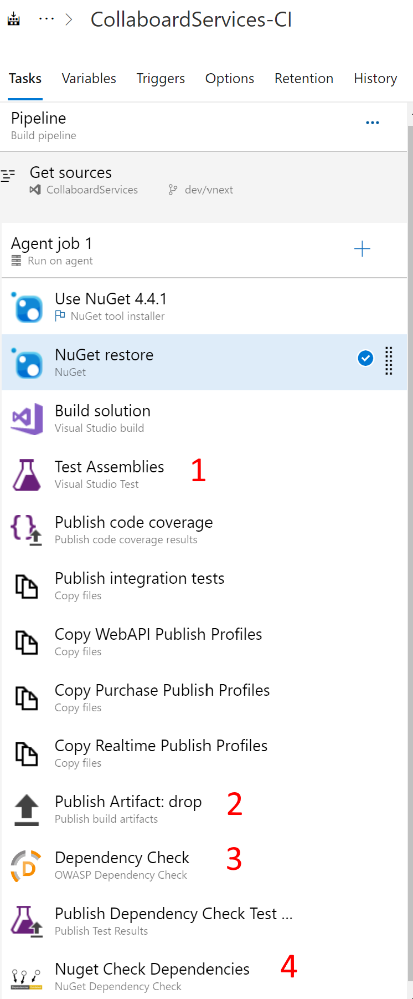 ... > CollaboardServices-CI
Tasks Variables Triggers Options Retention History
Pipeline
Build pipeline
Get sources
CollaboardServices dev/vnext
Agent job 1
Run on agent
Use NuGet 4.4.1
NuGet tool installer
NuGet restore
NuGet
Build solution
Visual Studio build
Test Assemblies 1
Visual Studio Test
Publish code coverage
Publish code coverage results
Publish integration tests
Copy files
Copy WebAPI Publish Profiles
Copy files
Copy Purchase Publish Profiles
Copy files
Copy Realtime Publish Profiles
Copy files
Publish Artifact: drop 2
Publish build artifacts
Dependency Check 3
OWASP Dependency Check
Publish Dependency Check Test ...
Publish Test Results
Nuget Check Dependencies 4
NuGet Dependency Check